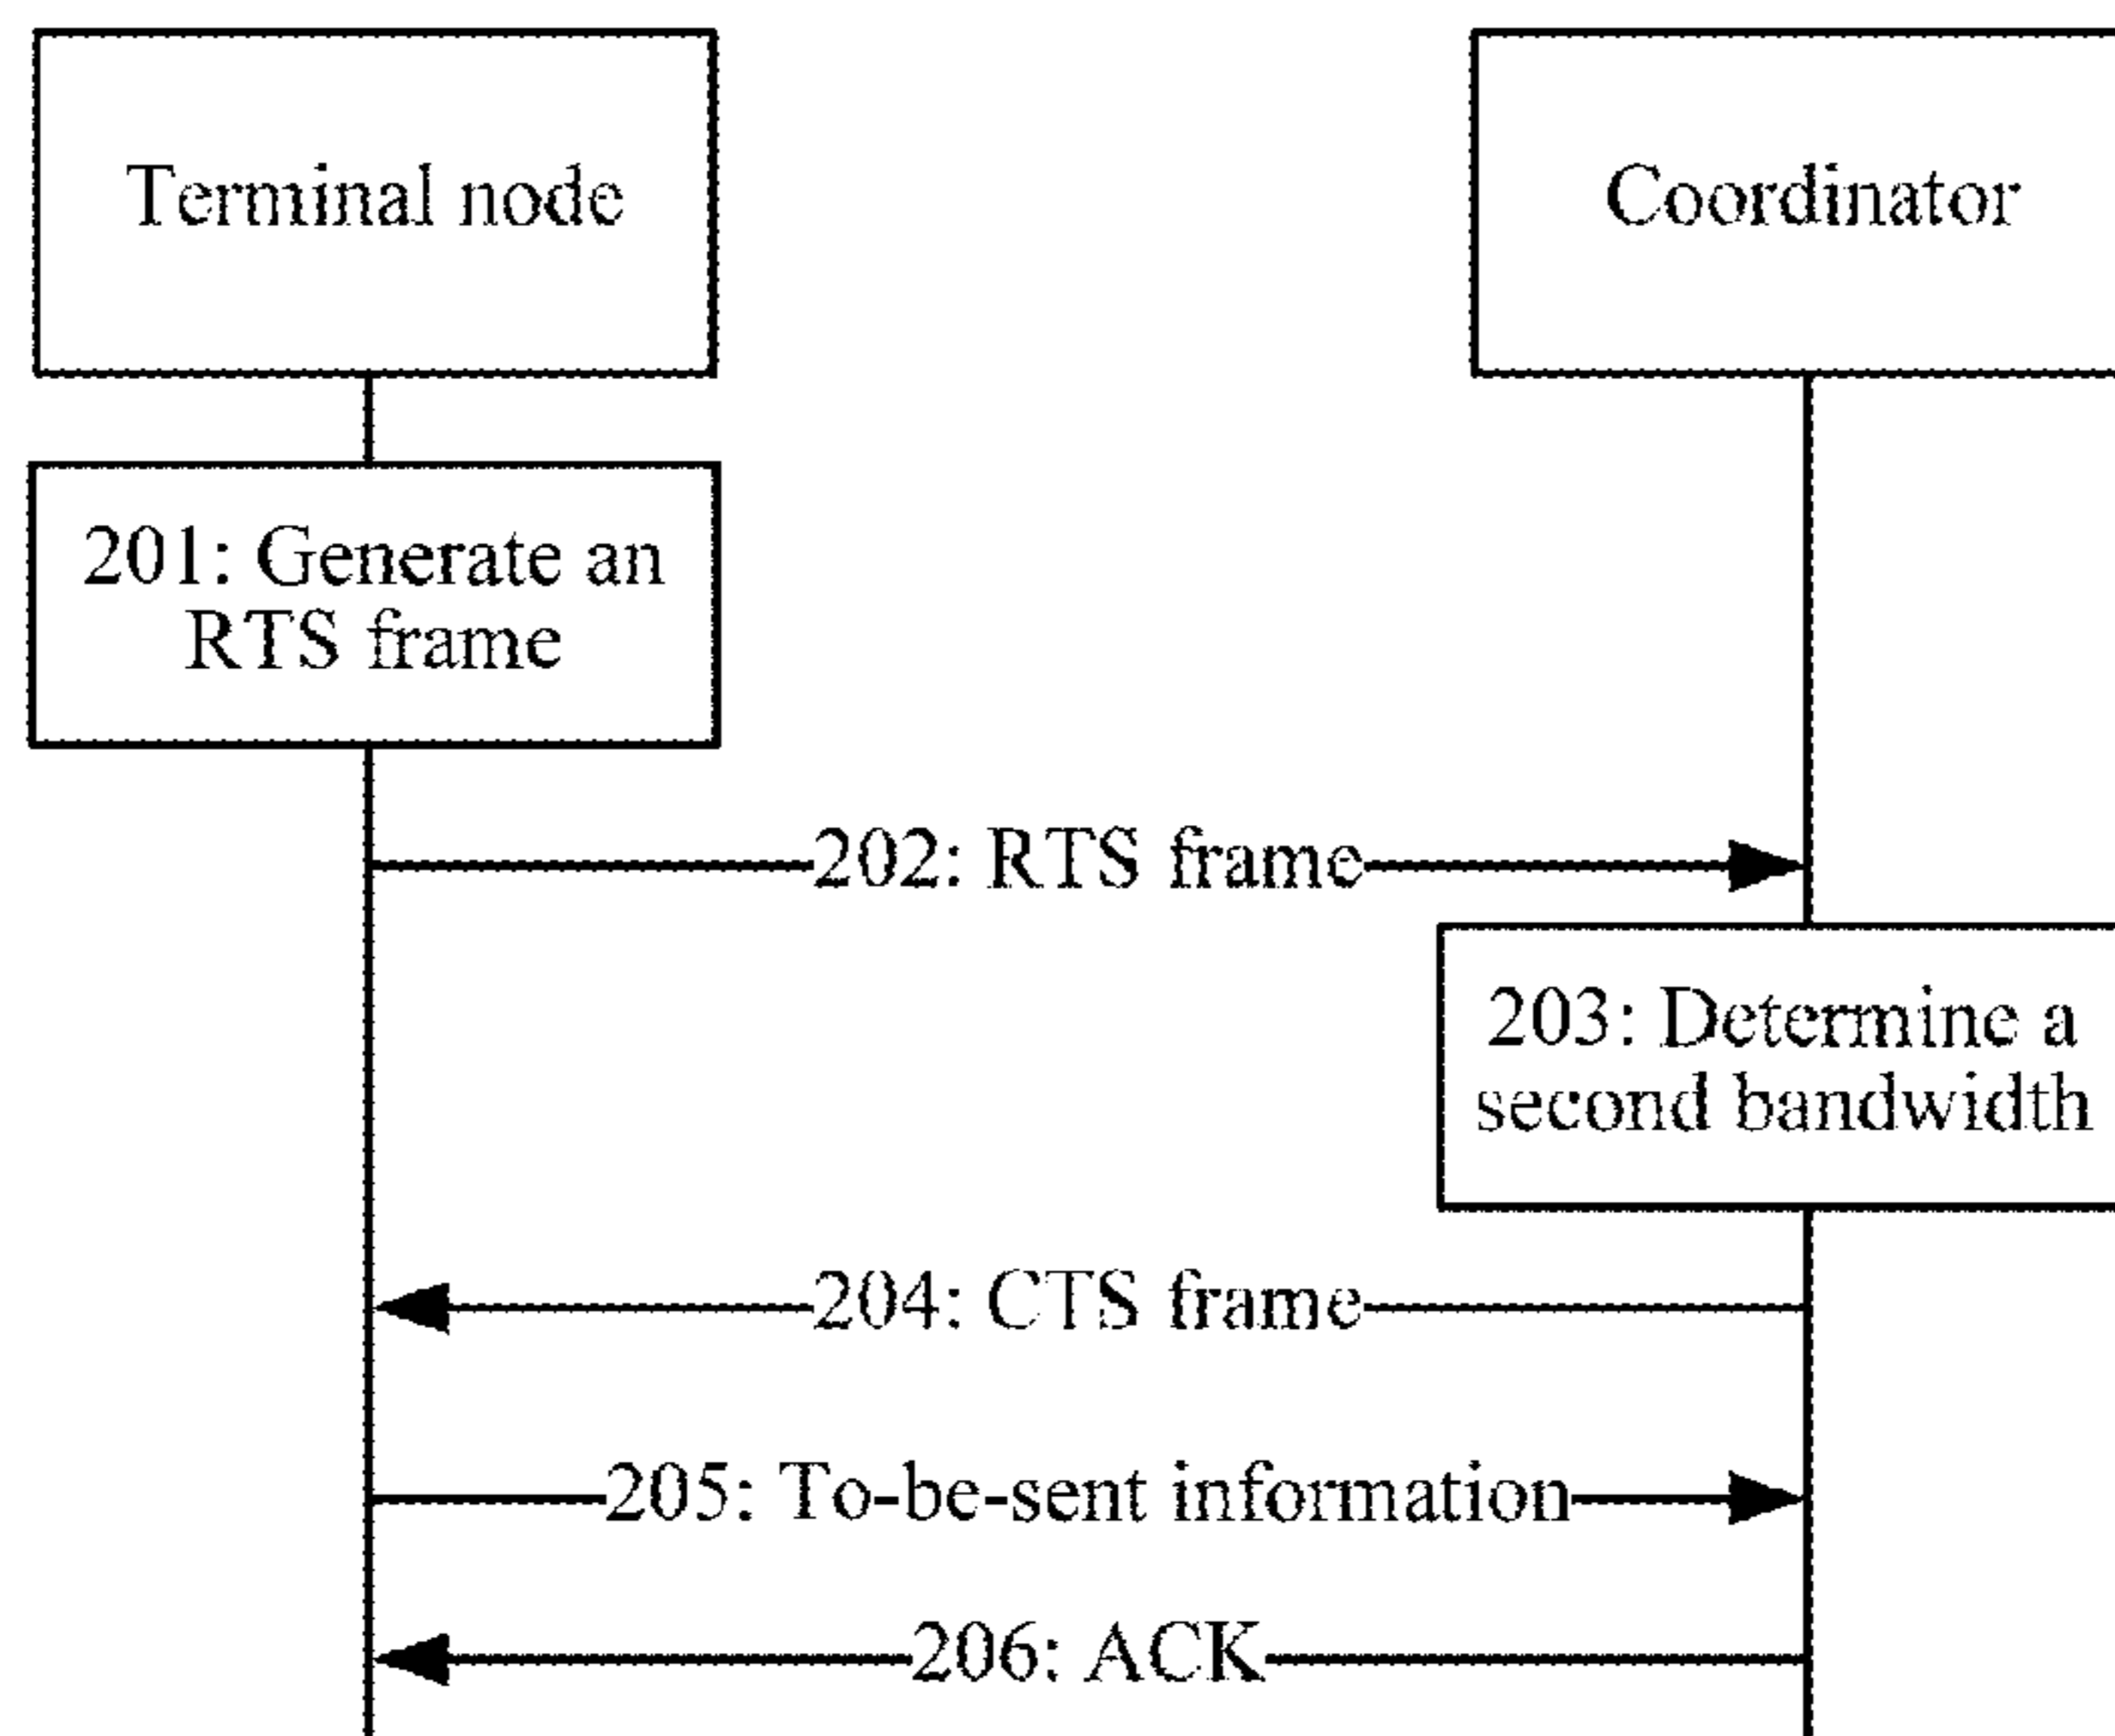 Terminal node
Coordinator
201: Generate an
RTS frame
202: RTS frame
203: Determine a
second bandwidth
204: CTS frame
205: To-be-sent information
206: ACK